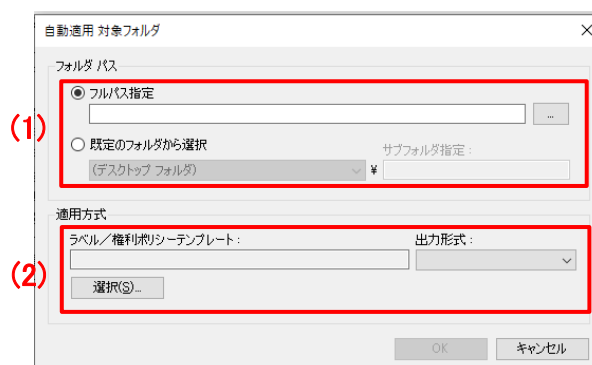 自動適用 対象フォルダ
フォルダ パス
(1)
フルパス指定
...
既定のフォルダから選択
サブフォルダ指定:
(デスクトップ フォルダ)
¥
適用方式
(2)
ラベル/権利ポリシーテンプレート:
出力形式:
選択(S)...
OK
キャンセル